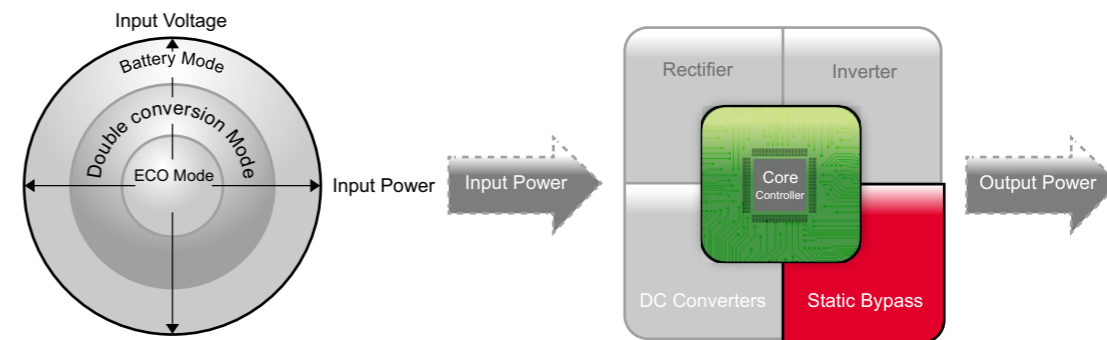 Input Voltage
Battery Mode
Double conversion Mode
ECO Mode
Input Power
Input Power
Rectifier
Inverter
Core
Controller
DC Converters
Static Bypass
Output Power